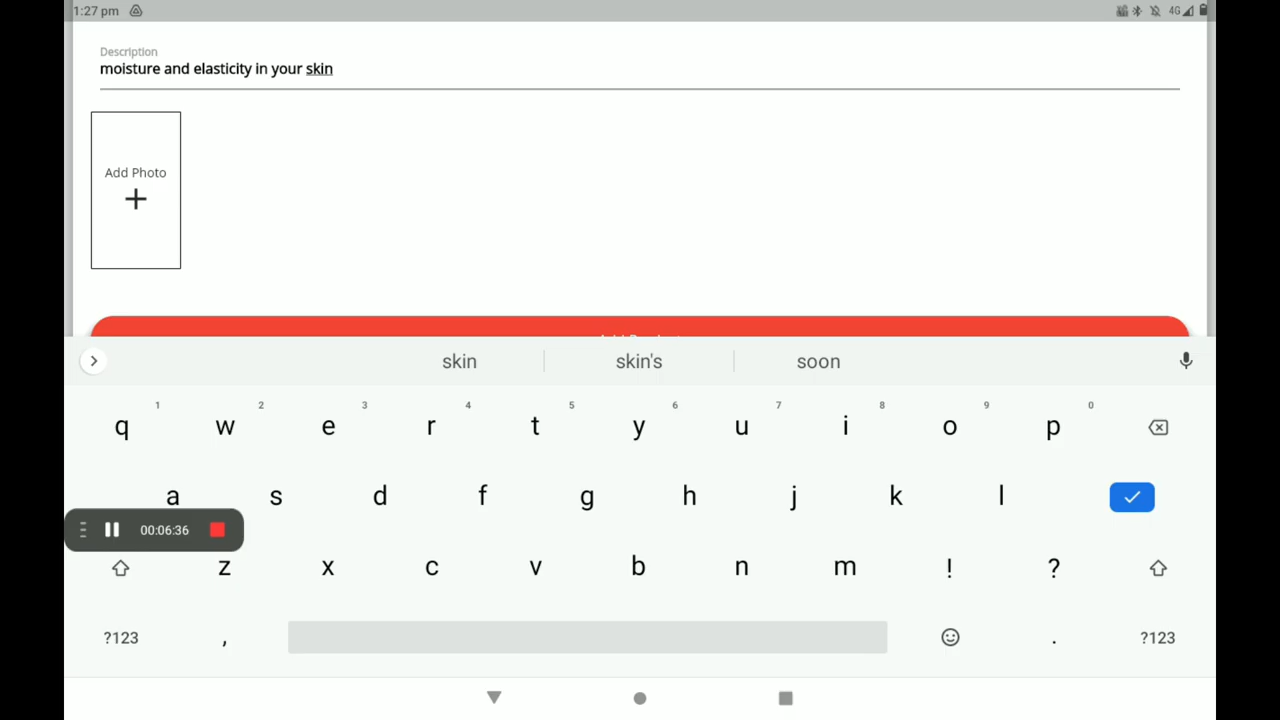 1:27 pm
4G
Description
moisture and elasticity in your skin
Add Photo
+
skin skin's soon
1 2 3 4 5 6 7 8 9 0
q w e r t y u i o p
a s d f g h j k l
00:06:36
z x c v b n m ! ?
?123 , . ?123